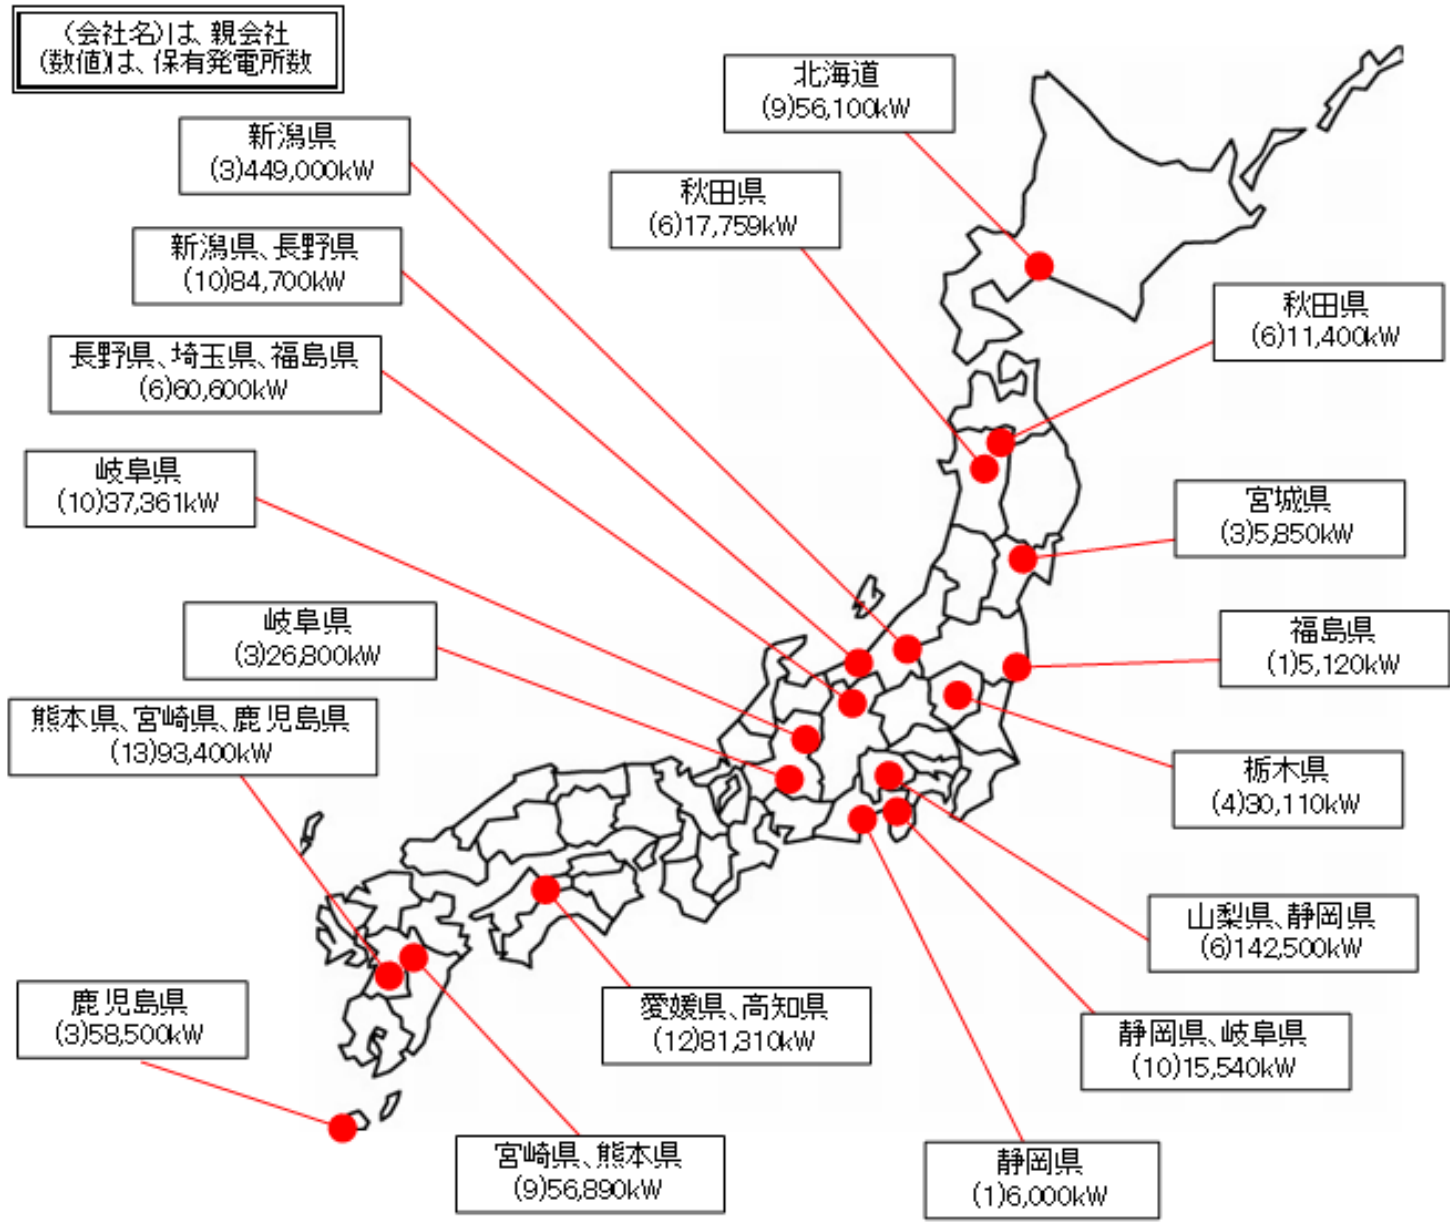 (会社名)は、親会社
(数値)は、保有発電所数
北海道
(9)56,100kW
新潟県
(3)449,000kW
秋田県
(6)17,759kW
新潟県、長野県
(10)84,700kW
秋田県
(6)11,400kW
長野県、埼玉県、福島県
(6)60,600kW
岐阜県
(10)37,361kW
宮城県
(3)5,850kW
岐阜県
(3)26,800kW
福島県
(1)5,120kW
熊本県、宮崎県、鹿児島県
(13)93,400kW
栃木県
(4)30,110kW
山梨県、静岡県
(6)142,500kW
鹿児島県
(3)58,500kW
愛媛県、高知県
(12)81,310kW
静岡県、岐阜県
(10)15,540kW
宮崎県、熊本県
(9)56,890kW
静岡県
(1)6,000kW